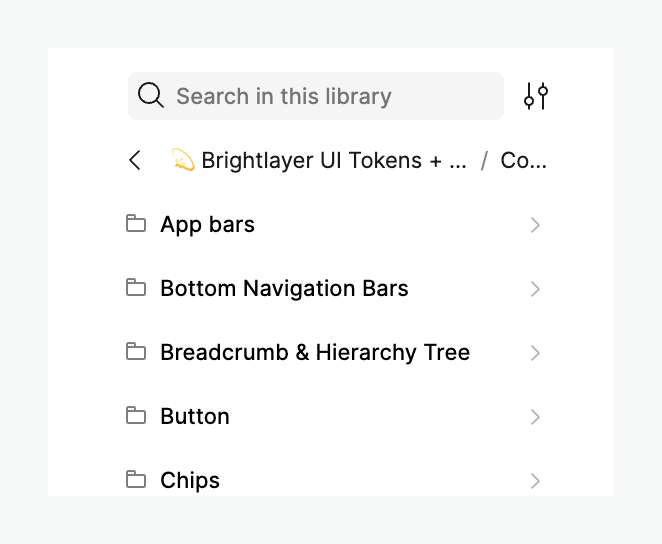 Search in this library
💫 Brightlayer UI Tokens + ... / Co...
App bars
Bottom Navigation Bars
Breadcrumb & Hierarchy Tree
Button
Chips